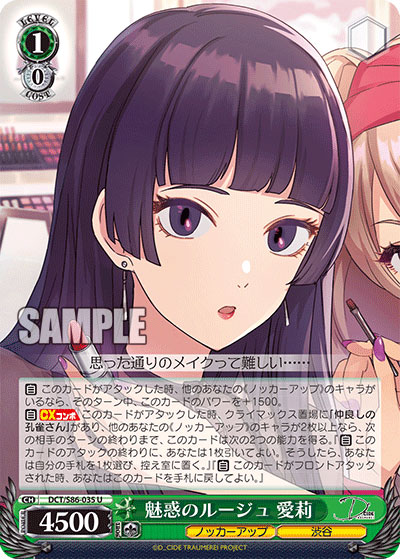 LEVEL
1
0
COST
SAMPLE
思った通りのメイクって難しい……
自 このカードがアタックした時、他のあなたの《ノッカーアップ》のキャラが
いるなら、そのターン中、このカードのパワーを+1500。
自 CXコンボ このカードがアタックした時、クライマックス置場に「仲良しの
孔雀さん」があり、他のあなたの《ノッカーアップ》のキャラが2枚以上なら、次
の相手のターンの終わりまで、このカードは次の2つの能力を得る。『自 このカ
ードがリバースした時、あなたは1枚引いてよい。そうしたら、あな
たは自分の手札を1枚選び、控え室に置く。』『自 このカードがフロントアタック
された時、あなたはこのカードを手札に戻してよい。』
CH
DCT/S86-035 U
POWER
4500
魅惑のルージュ 愛莉
ノッカーアップ
渋谷
©D_CIDE TRAUMEREI PROJECT